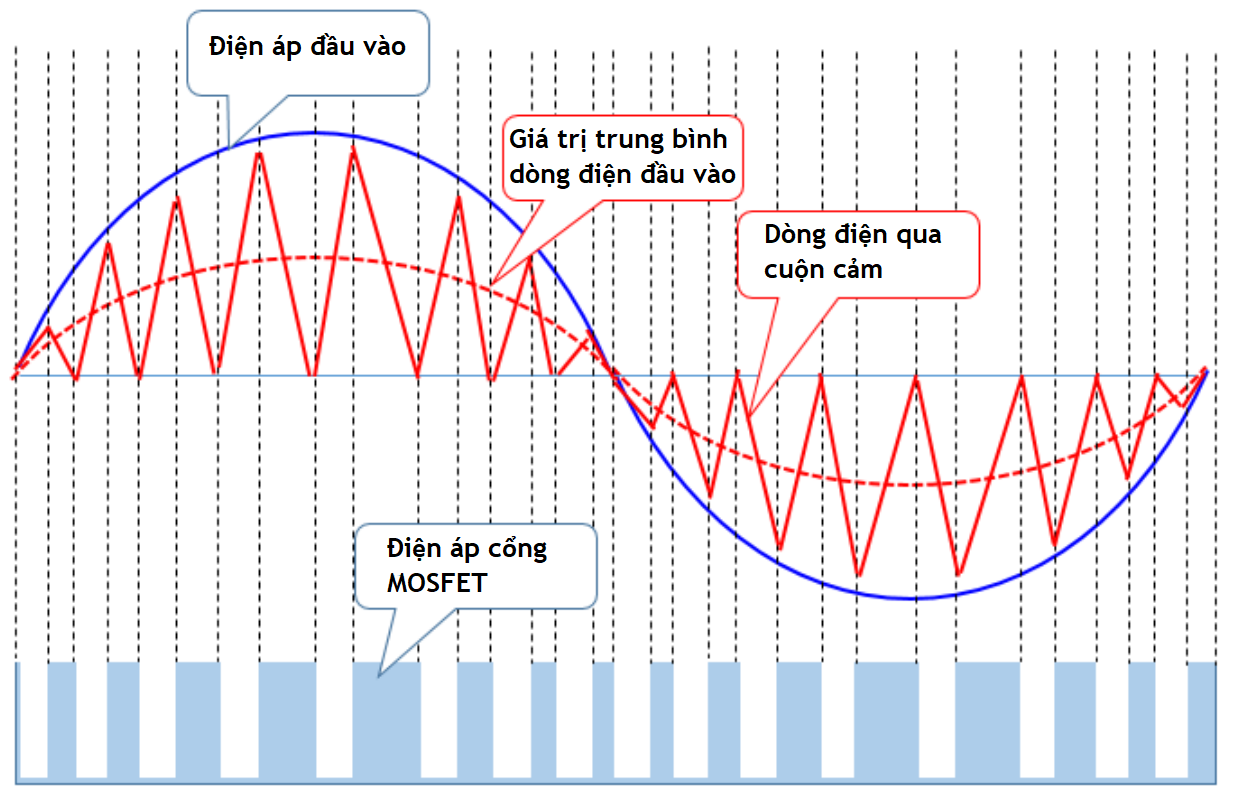 Điện áp đầu vào
Giá trị trung bình
dòng điện đầu vào
Dòng điện qua
cuộn cảm
Điện áp cổng
MOSFET